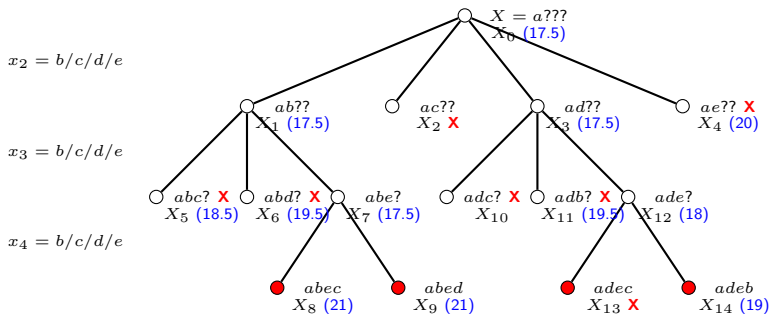 X = a???
X₀ (17.5)
x₂ = b/c/d/e
ab??
X₁ (17.5)
ac??
X₂ X
ad??
X₃ (17.5)
ae?? X
X₄ (20)
x₃ = b/c/d/e
abc? X
X₅ (18.5)
abd? X
X₆ (19.5)
abe?
X₇ (17.5)
adc? X
X₁₀
adb? X
X₁₁ (19.5)
ade?
X₁₂ (18)
x₄ = b/c/d/e
abec
X₈ (21)
abed
X₉ (21)
adec
X₁₃ X
adeb
X₁₄ (19)